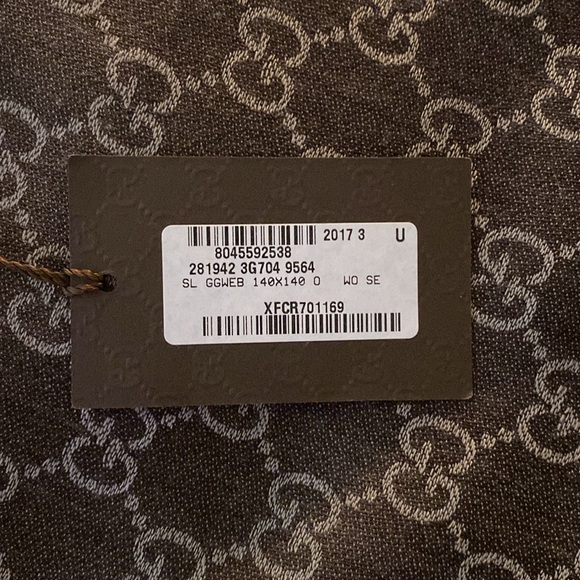 2017 3 U
8045592538
281942 3G704 9564
SL GGWEB 140X140 O WO SE
XFCR701169